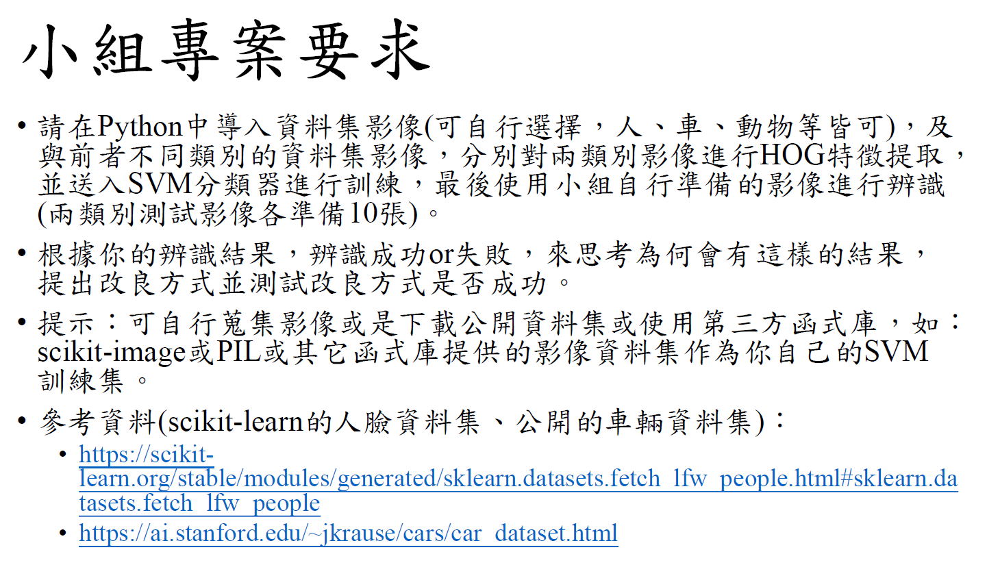 小組專案要求
• 請在Python中導入資料集影像(可自行選擇，人、車、動物等皆可)，及
與前者不同類別的資料集影像，分別對兩類別影像進行HOG特徵提取，
並送入SVM分類器進行訓練，最後使用小組自行準備的影像進行辨識
(兩類別測試影像各準備10張)。
• 根據你的辨識結果，辨識成功or失敗，來思考為何會有這樣的結果，
提出改良方式並測試改良方式是否成功。
• 提示：可自行蒐集影像或是下載公開資料集或使用第三方函式庫，如：
scikit-image或PIL或其它函式庫提供的影像資料集作為你自己的SVM
訓練集。
• 參考資料(scikit-learn的人臉資料集、公開的車輛資料集)：
• https://scikit-
learn.org/stable/modules/generated/sklearn.datasets.fetch_lfw_people.html#sklearn.da
tasets.fetch_lfw_people
• https://ai.stanford.edu/~jkrause/cars/car_dataset.html